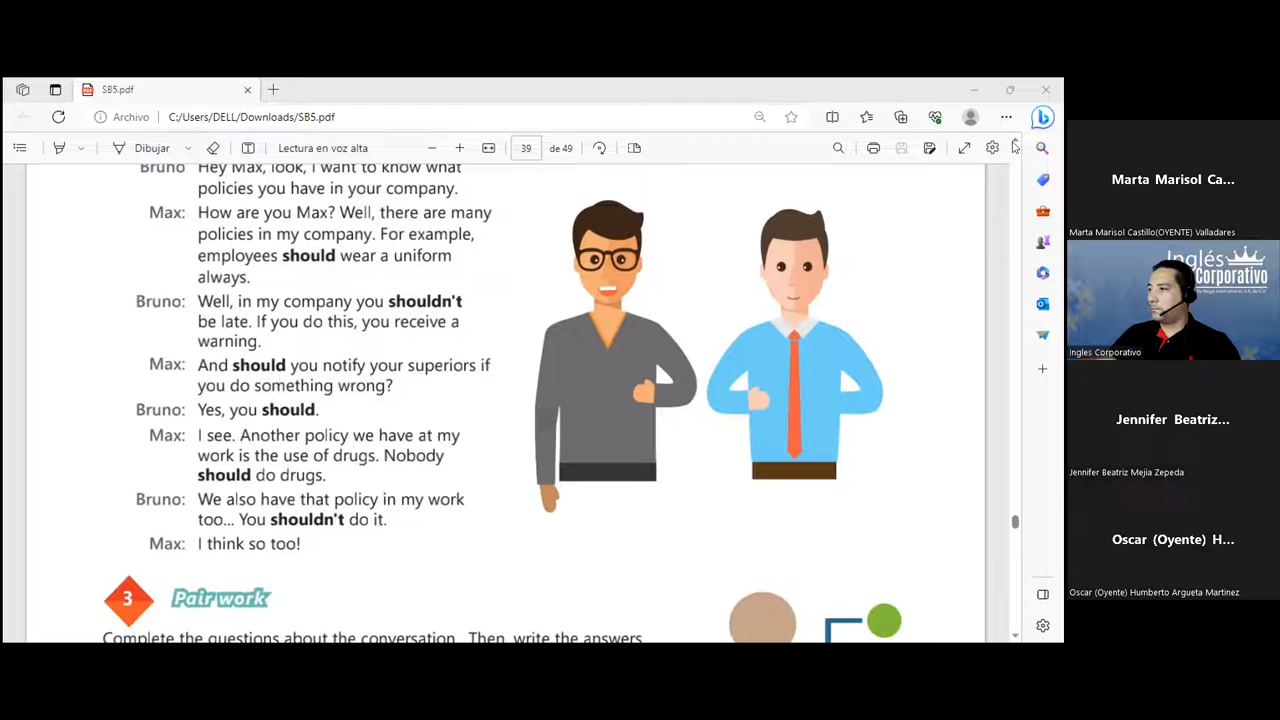 SB5.pdf
Archivo
C:/Users/DELL/Downloads/SB5.pdf
Dibujar
Lectura en voz alta
39
de 49
Bruno Hey Max, look, I want to know what
policies you have in your company.
Max: How are you Max? Well, there are many
policies in my company. For example,
employees should wear a uniform
always.
Bruno: Well, in my company you shouldn't
be late. If you do this, you receive a
warning.
Max: And should you notify your superiors if
you do something wrong?
Bruno: Yes, you should.
Max: I see. Another policy we have at my
work is the use of drugs. Nobody
should do drugs.
Bruno: We also have that policy in my work
too... You shouldn't do it.
Max: I think so too!
3 Pair work
Complete the questions about the conversation. Then, write the answers
Marta Marisol Ca...
Marta Marisol Castillo(OYENTE) Valladares
Inglés
Corporativo
Ingles Corporativo
Jennifer Beatriz...
Jennifer Beatriz Mejia Zepeda
Oscar (Oyente) H...
Oscar (Oyente) Humberto Argueta Martinez